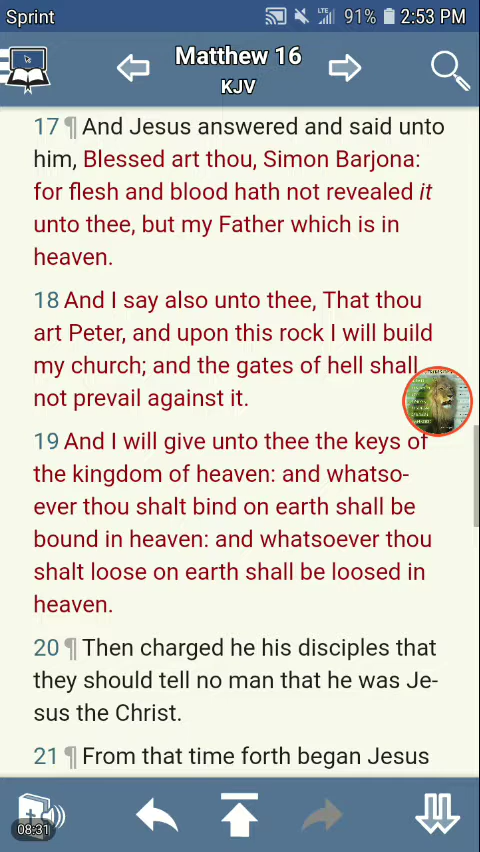 Sprint LTE 91% 2:53 PM
Matthew 16
KJV
17 ¶ And Jesus answered and said unto
him, Blessed art thou, Simon Barjona:
for flesh and blood hath not revealed it
unto thee, but my Father which is in
heaven.
18 And I say also unto thee, That thou
art Peter, and upon this rock I will build
my church; and the gates of hell shall
not prevail against it.
19 And I will give unto thee the keys of
the kingdom of heaven: and whatso-
ever thou shalt bind on earth shall be
bound in heaven: and whatsoever thou
shalt loose on earth shall be loosed in
heaven.
20 ¶ Then charged he his disciples that
they should tell no man that he was Je-
sus the Christ.
21 ¶ From that time forth began Jesus
08:31